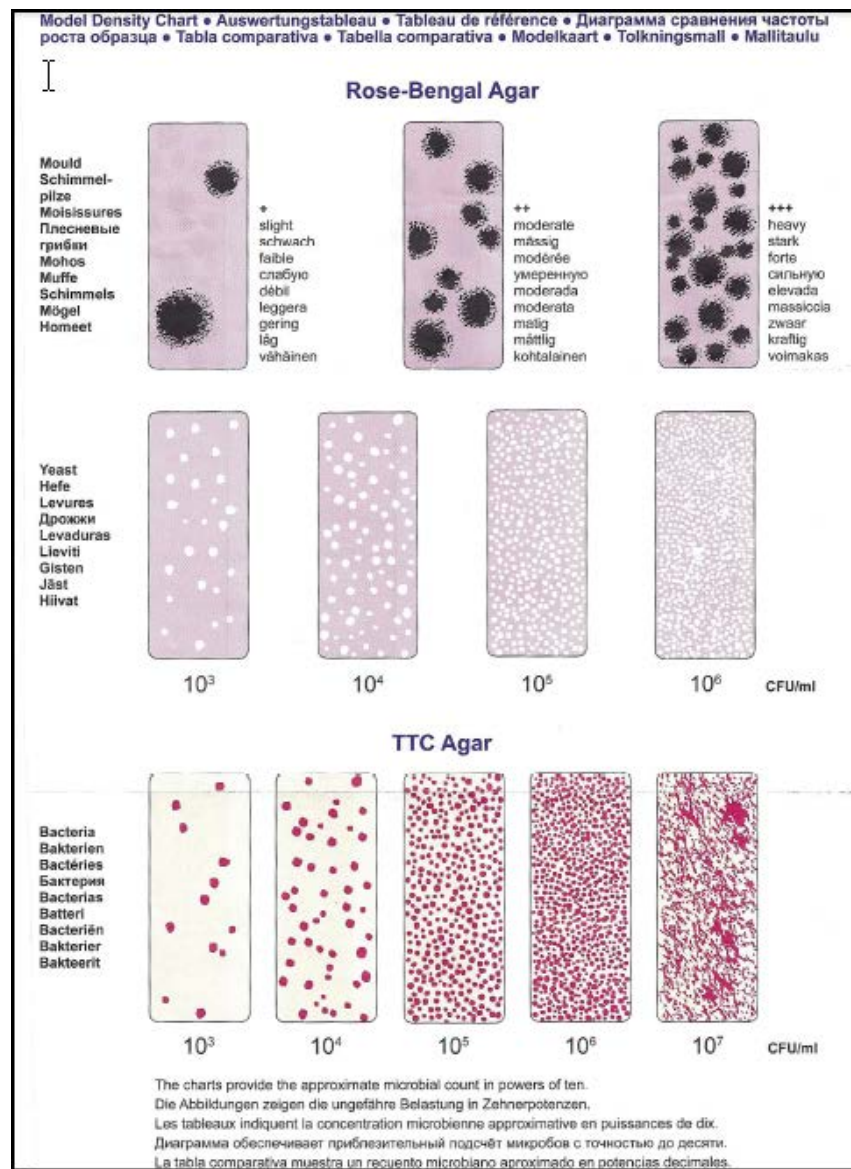 Model Density Chart ● Auswertungstableau ● Tableau de référence ● Диаграмма сравнения частоты
роста образца ● Tabla comparativa ● Tabella comparativa ● Modelkaart ● Tolkningsmall ● Mallitaulu
Rose-Bengal Agar
Mould
Schimmel-
pilze
Moisissures
Плесневые
грибки
Mohos
Muffe
Schimmels
Mögel
Homeet
+
slight
schwach
faible
слабую
débil
leggera
gering
låg
vähäinen
++
moderate
mässig
modérée
умеренную
moderada
moderata
matig
måttlig
kohtalainen
+++
heavy
stark
forte
сильную
elevada
massiccia
zwaar
kraftig
voimakas
Yeast
Hefe
Levures
Дрожжи
Levaduras
Lieviti
Gisten
Jäst
Hiivat
10³ 10⁴ 10⁵ 10⁶ CFU/ml
TTC Agar
Bacteria
Bakterien
Bactéries
Бактерия
Bacterias
Batteri
Bacteriën
Bakterier
Bakteerit
10³ 10⁴ 10⁵ 10⁶ 10⁷ CFU/ml
The charts provide the approximate microbial count in powers of ten.
Die Abbildungen zeigen die ungefähre Belastung in Zehnerpotenzen.
Les tableaux indiquent la concentration microbienne approximative en puissances de dix.
Диаграмма обеспечивает приблизительный подсчёт микробов с точностью до десяти.
La tabla comparativa muestra un recuento microbiano aproximado en potencias decimales.